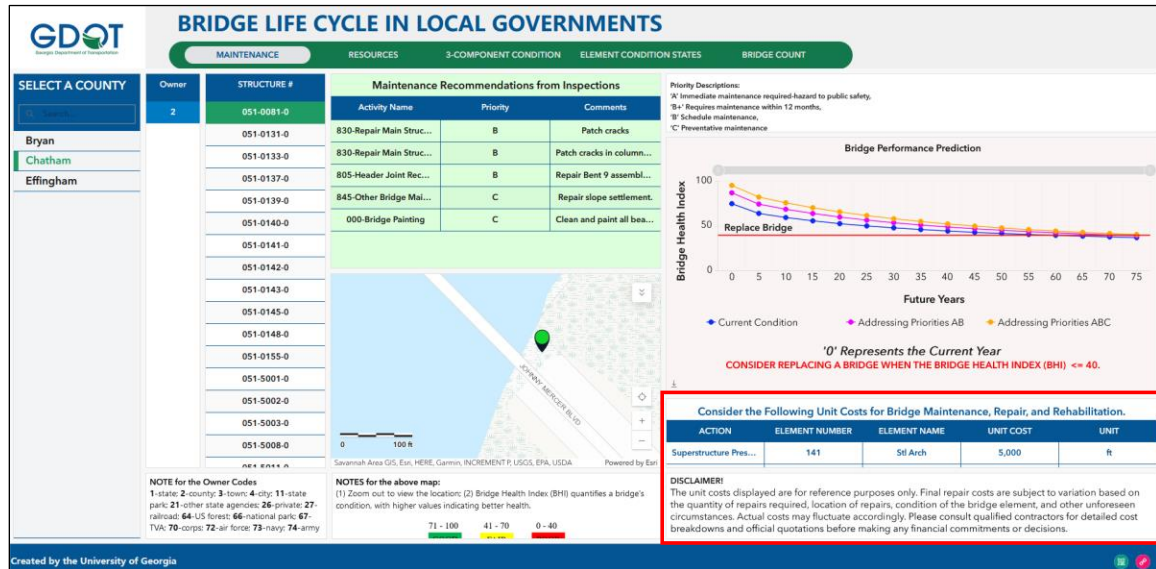 GDOT
Georgia Department of Transportation
BRIDGE LIFE CYCLE IN LOCAL GOVERNMENTS
MAINTENANCE
RESOURCES
3-COMPONENT CONDITION
ELEMENT CONDITION STATES
BRIDGE COUNT
SELECT A COUNTY
Search...
Bryan
Chatham
Effingham
Owner
2
STRUCTURE #
051-0081-0
051-0131-0
051-0133-0
051-0137-0
051-0139-0
051-0140-0
051-0141-0
051-0142-0
051-0143-0
051-0145-0
051-0148-0
051-0155-0
051-5001-0
051-5002-0
051-5003-0
051-5008-0
051-5011-0
NOTE for the Owner Codes
1-state; 2-county; 3-town; 4-city; 11-state
park; 21-other state agencies; 26-private; 27-
railroad; 64-US forest; 66-national park; 67-
TVA; 70-corps; 72-air force; 73-navy; 74-army
Maintenance Recommendations from Inspections
Activity Name Priority Comments
830-Repair Main Struc... B Patch cracks
830-Repair Main Struc... B Patch cracks in column...
805-Header Joint Rec... B Repair Bent 9 assembl...
845-Other Bridge Mai... C Repair slope settlement.
000-Bridge Painting C Clean and paint all bea...
JOHNNY MERCER BLVD
0 100 ft
Savannah Area GIS, Esri, HERE, Garmin, INCREMENT P, USGS, EPA, USDA
Powered by Esri
NOTES for the above map:
(1) Zoom out to view the location; (2) Bridge Health Index (BHI) quantifies a bridge's
condition, with higher values indicating better health.
71 - 100 41 - 70 0 - 40
Priority Descriptions:
'A' Immediate maintenance required-hazard to public safety,
'B+' Requires maintenance within 12 months,
'B' Schedule maintenance,
'C' Preventative maintenance
Bridge Performance Prediction
Bridge Health Index
100
50
0
Replace Bridge
0 5 10 15 20 25 30 35 40 45 50 55 60 65 70 75
Future Years
Current Condition
Addressing Priorities AB
Addressing Priorities ABC
'0' Represents the Current Year
CONSIDER REPLACING A BRIDGE WHEN THE BRIDGE HEALTH INDEX (BHI) <= 40.
Consider the Following Unit Costs for Bridge Maintenance, Repair, and Rehabilitation.
ACTION ELEMENT NUMBER ELEMENT NAME UNIT COST UNIT
Superstructure Pres... 141 Stl Arch 5,000 ft
DISCLAIMER!
The unit costs displayed are for reference purposes only. Final repair costs are subject to variation based on
the quantity of repairs required, location of repairs, condition of the bridge element, and other unforeseen
circumstances. Actual costs may fluctuate accordingly. Please consult qualified contractors for detailed cost
breakdowns and official quotations before making any financial commitments or decisions.
Created by the University of Georgia